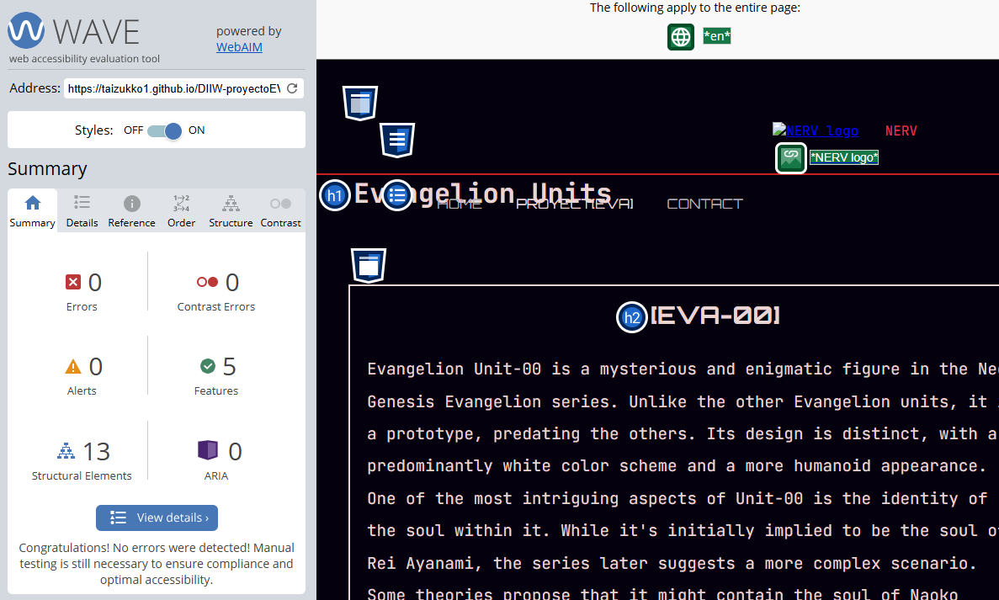 WAVE
web accessibility evaluation tool
powered by
WebAIM
Address: https://taizukko1.github.io/DIIW-proyectoEV
Styles: OFF ON
Summary
Summary Details Reference Order Structure Contrast
0 Errors
0 Contrast Errors
0 Alerts
5 Features
13 Structural Elements
0 ARIA
View details ›
Congratulations! No errors were detected! Manual
testing is still necessary to ensure compliance and
optimal accessibility.
The following apply to the entire page:
*en*
NERV logo NERV
*NERV logo*
h1 Evangelion Units
HOME PROYECT[EVA] CONTACT
h2 [EVA-00]
Evangelion Unit-00 is a mysterious and enigmatic figure in the Neo
Genesis Evangelion series. Unlike the other Evangelion units, it
a prototype, predating the others. Its design is distinct, with a
predominantly white color scheme and a more humanoid appearance.
One of the most intriguing aspects of Unit-00 is the identity of
the soul within it. While it's initially implied to be the soul of
Rei Ayanami, the series later suggests a more complex scenario.
Some theories propose that it might contain the soul of Naoko